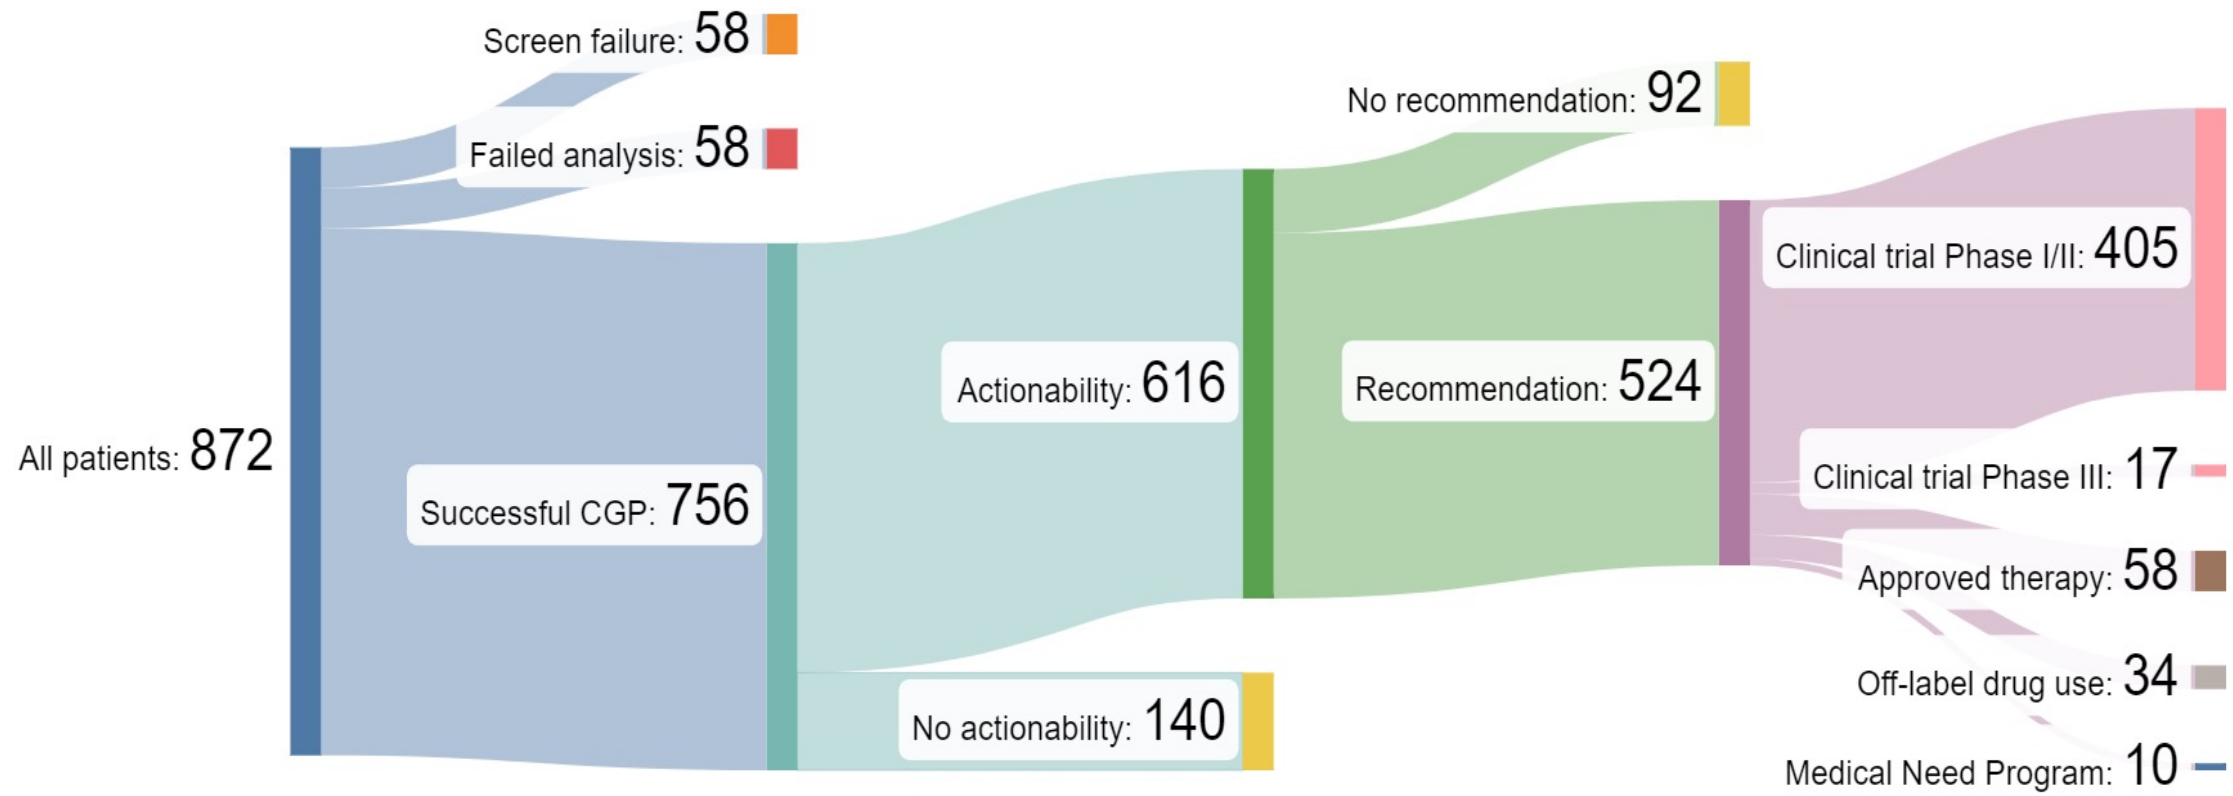 Screen failure: 58
Failed analysis: 58
All patients: 872
Successful CGP: 756
Actionability: 616
No actionability: 140
No recommendation: 92
Recommendation: 524
Clinical trial Phase I/II: 405
Clinical trial Phase III: 17
Approved therapy: 58
Off-label drug use: 34
Medical Need Program: 10